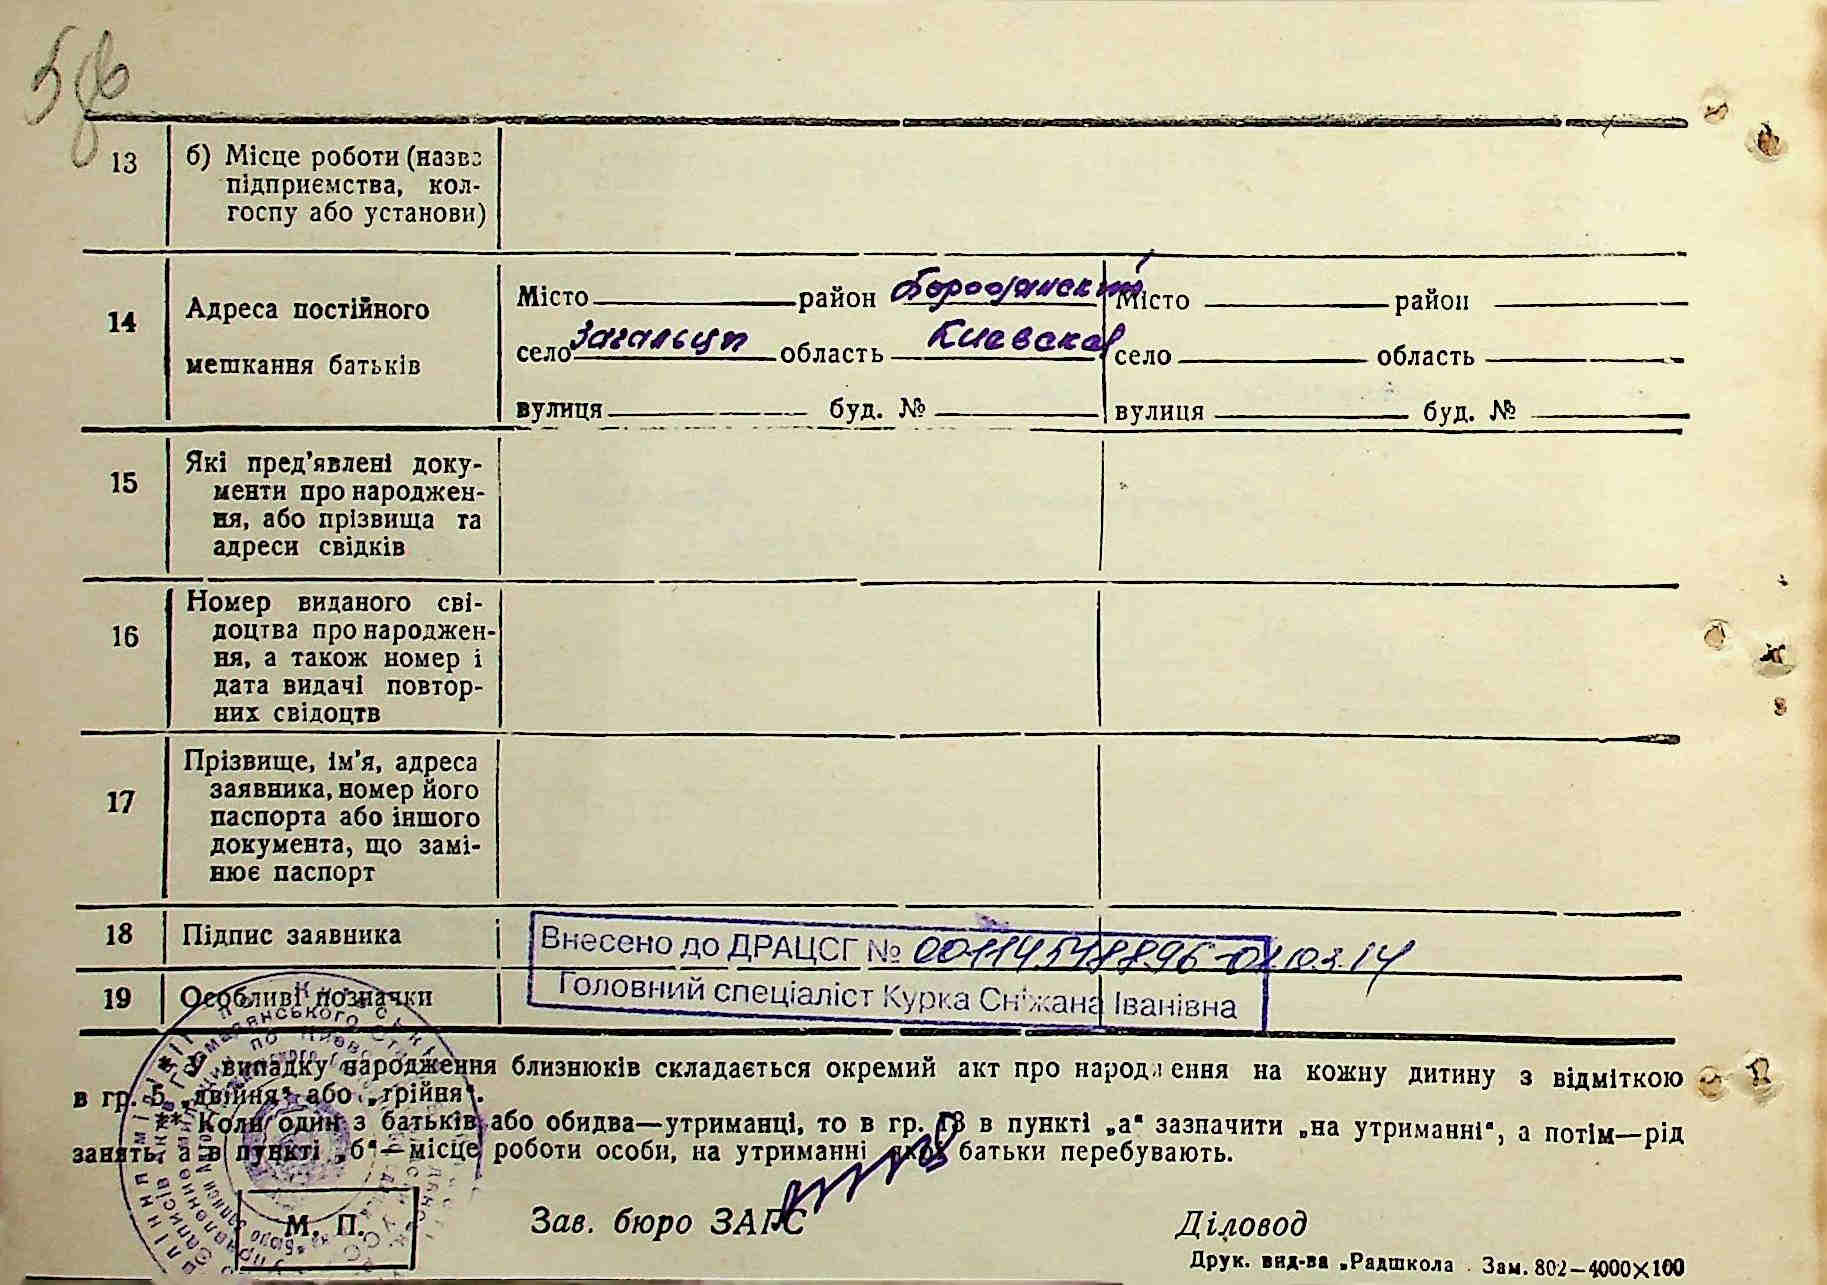 13
б) Місце роботи (назва
підприємства, кол-
госпу або установи)
14
Адреса постійного
мешкання батьків
Місто район Бородянский Місто район
село Загальцы область Киевская село область
вулиця буд. № вулиця буд. №
15
Які пред’явлені доку-
менти про народжен-
ня, або прізвища та
адреси свідків
16
Номер виданого сві-
доцтва про народжен-
ня, а також номер і
дата видачі повтор-
них свідоцтв
17
Прізвище, ім’я, адреса
заявника, номер його
паспорта або іншого
документа, що замі-
нює паспорт
18 Підпис заявника
Внесено до ДРАЦСГ № 00114548896-01.03.14
Головний спеціаліст Курка Сніжана Іванівна
19 Особливі позначки
* У випадку народження близнюків складається окремий акт про народження на кожну дитину з відміткою
в гр. 5 „двійня“ або „трійня“.
** Коли один з батьків або обидва—утриманці, то в гр. 13 в пункті „а“ зазначити „на утриманні“, а потім—рід
занять, а в пункті „б“—місце роботи особи, на утриманні якої батьки перебувають.
М. П.
Зав. бюро ЗАГС
Діловод
Друк. вид-ва „Радшкола . Зам. 802—4000×100